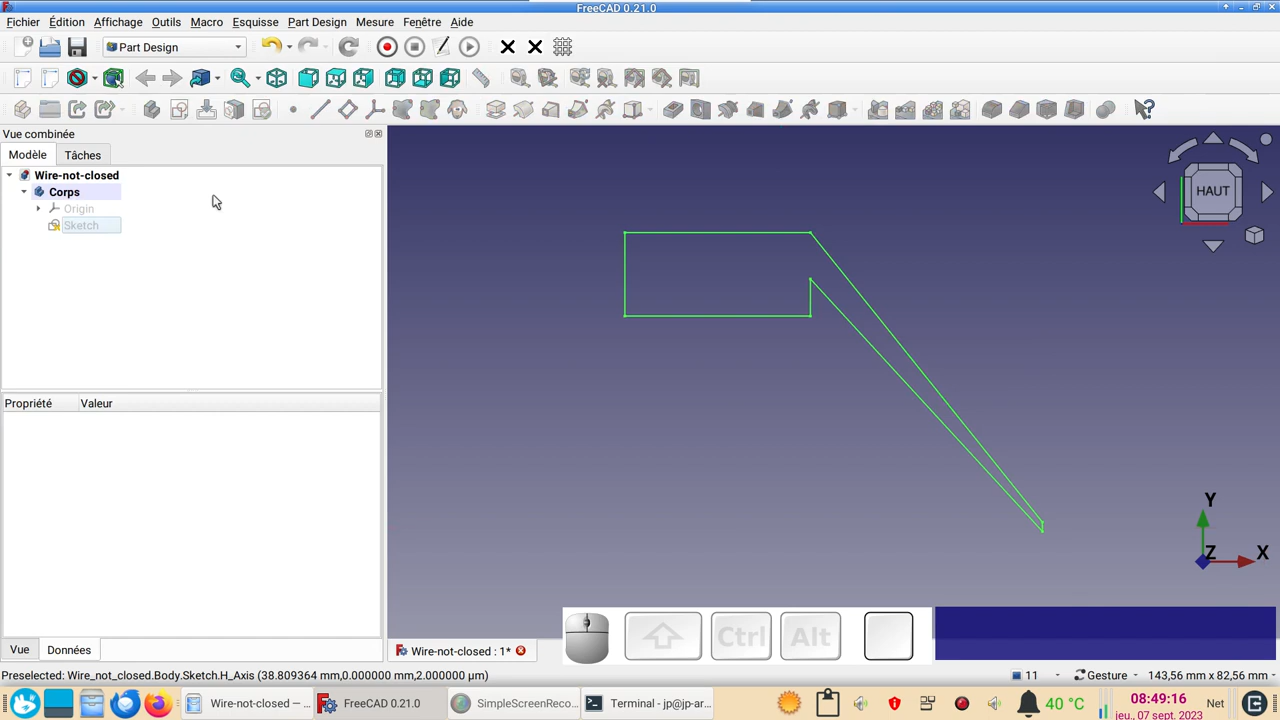 FreeCAD 0.21.0
Fichier Édition Affichage Outils Macro Esquisse Part Design Mesure Fenêtre Aide
Part Design
Vue combinée
Modèle Tâches
Wire-not-closed
Corps
Origin
Sketch
HAUT
Propriété Valeur
Y
Z X
Ctrl Alt
Vue Données
Wire-not-closed : 1*
Preselected: Wire_not_closed.Body.Sketch.H_Axis (38.809364 mm,0.000000 mm,2.000000 µm)
11 Gesture 143,56 mm x 82,56 mm
Wire-not-closed — ... FreeCAD 0.21.0 SimpleScreenReco... Terminal - jp@jp-ar... 40 °C 08:49:16 Net
jeu., 07 sept. 2023